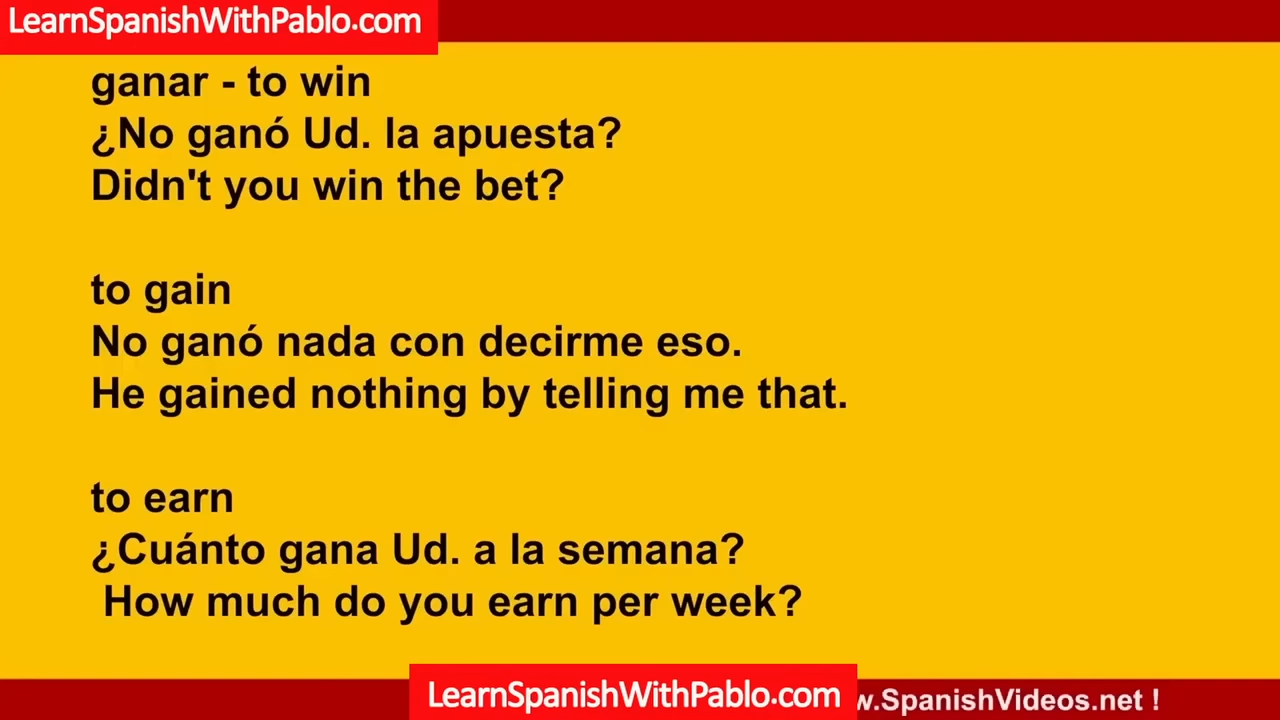 LearnSpanishWithPablo.com
ganar - to win
¿No ganó Ud. la apuesta?
Didn't you win the bet?
to gain
No ganó nada con decirme eso.
He gained nothing by telling me that.
to earn
¿Cuánto gana Ud. a la semana?
How much do you earn per week?
LearnSpanishWithPablo.com
w.SpanishVideos.net !